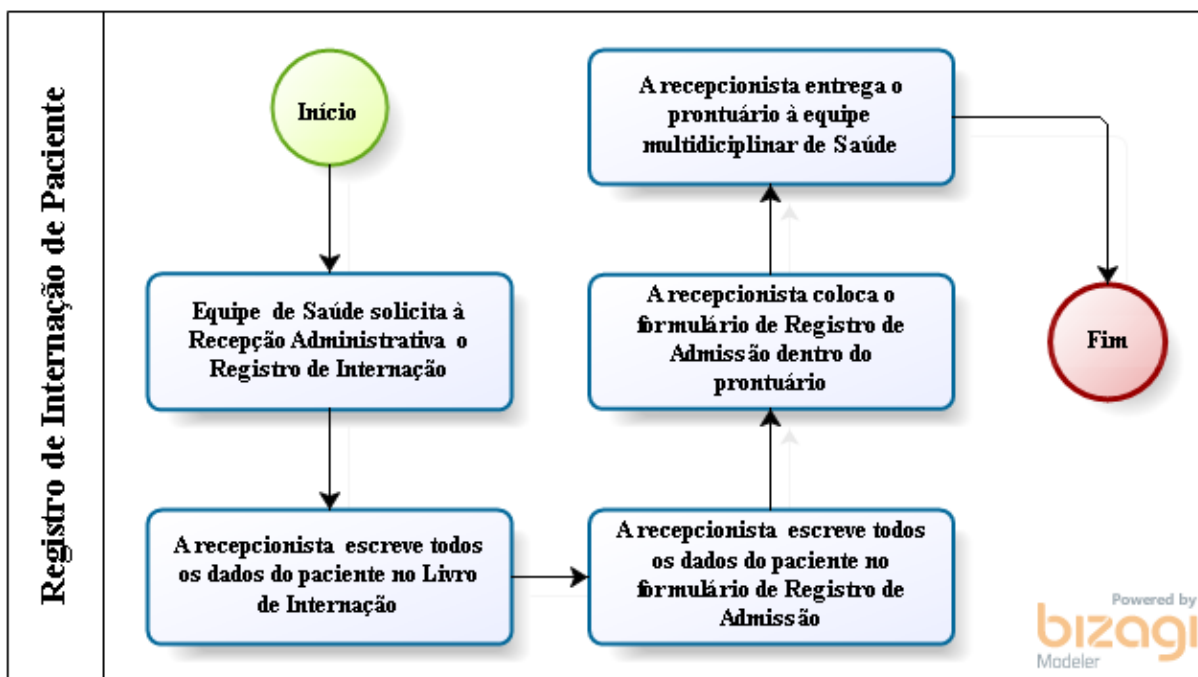 Registro de Internação de Paciente
Início
Equipe de Saúde solicita à
Recepção Administrativa o
Registro de Internação
A recepcionista escreve todos
os dados do paciente no Livro
de Internação
A recepcionista escreve todos
os dados do paciente no
formulário de Registro de
Admissão
A recepcionista coloca o
formulário de Registro de
Admissão dentro do
prontuário
A recepcionista entrega o
prontuário à equipe
multidiciplinar de Saúde
Fim
Powered by
bizagi
Modeler